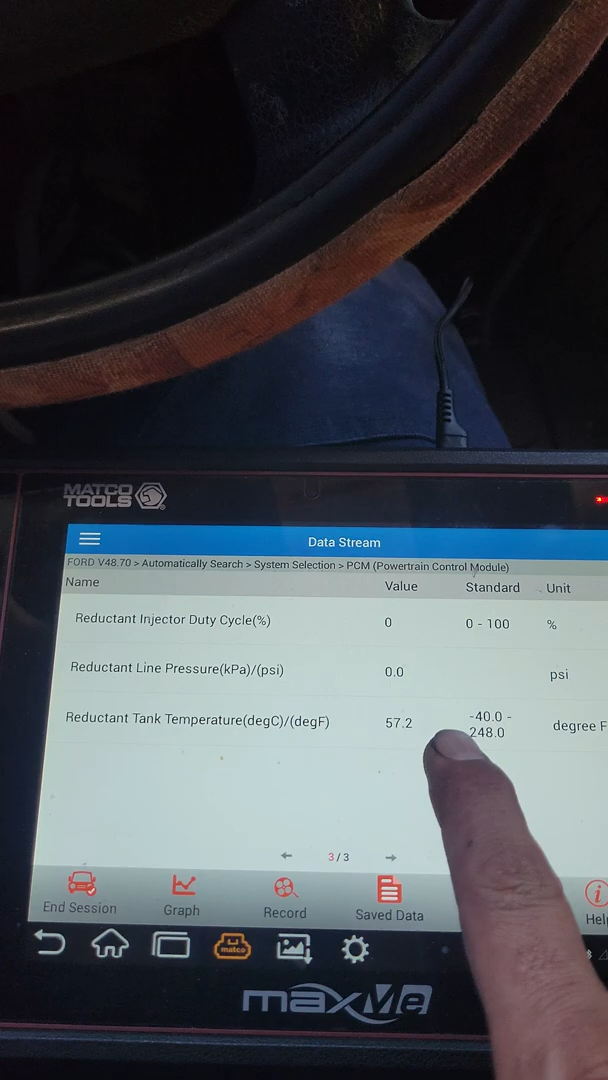 MATCO
TOOLS
Data Stream
FORD V48.70 > Automatically Search > System Selection > PCM (Powertrain Control Module)
Name Value Standard Unit
Reductant Injector Duty Cycle(%) 0 0 - 100 %
Reductant Line Pressure(kPa)/(psi) 0.0 psi
Reductant Tank Temperature(degC)/(degF) 57.2 -40.0 - 248.0 degree F
3/3
End Session Graph Record Saved Data Help
matco
maxMe